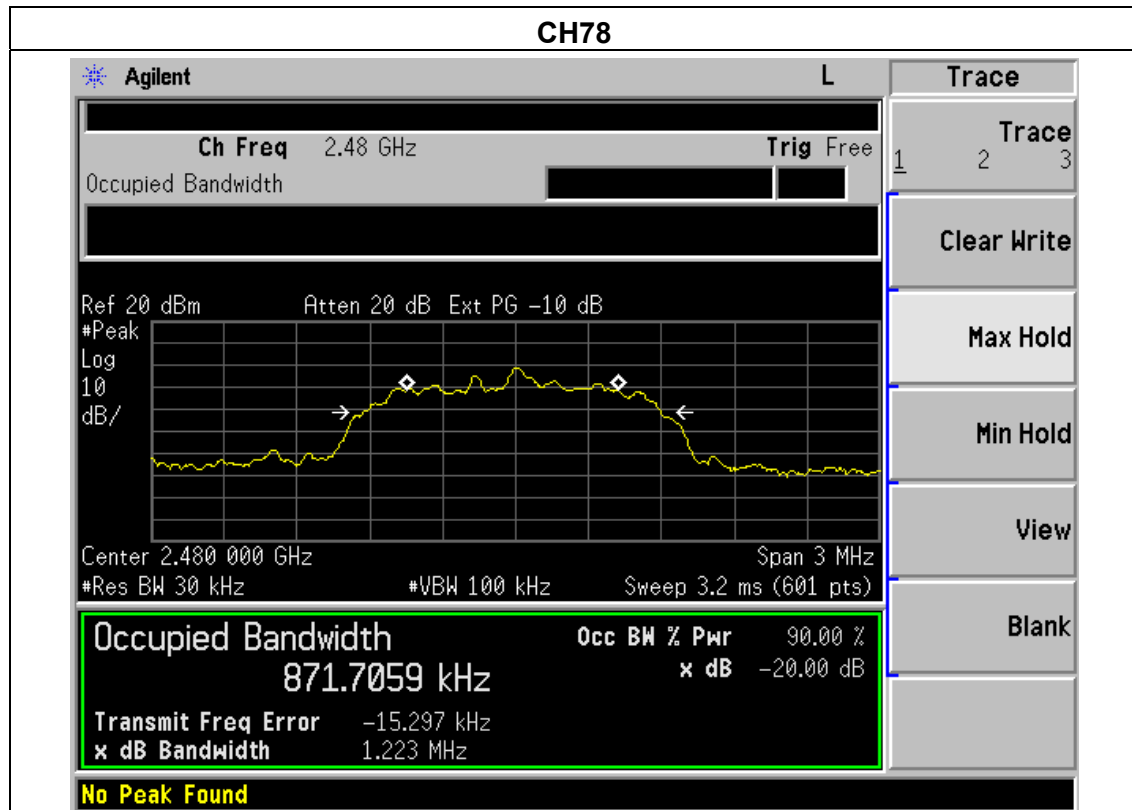 CH78
Agilent L Trace
Ch Freq 2.48 GHz Trig Free
Occupied Bandwidth
Trace
1 2 3
Clear Write
Max Hold
Min Hold
View
Blank
Ref 20 dBm Atten 20 dB Ext PG -10 dB
#Peak
Log
10
dB/
Center 2.480 000 GHz Span 3 MHz
#Res BW 30 kHz #VBW 100 kHz Sweep 3.2 ms (601 pts)
Occupied Bandwidth Occ BW % Pwr 90.00 %
871.7059 kHz x dB -20.00 dB
Transmit Freq Error -15.297 kHz
x dB Bandwidth 1.223 MHz
No Peak Found